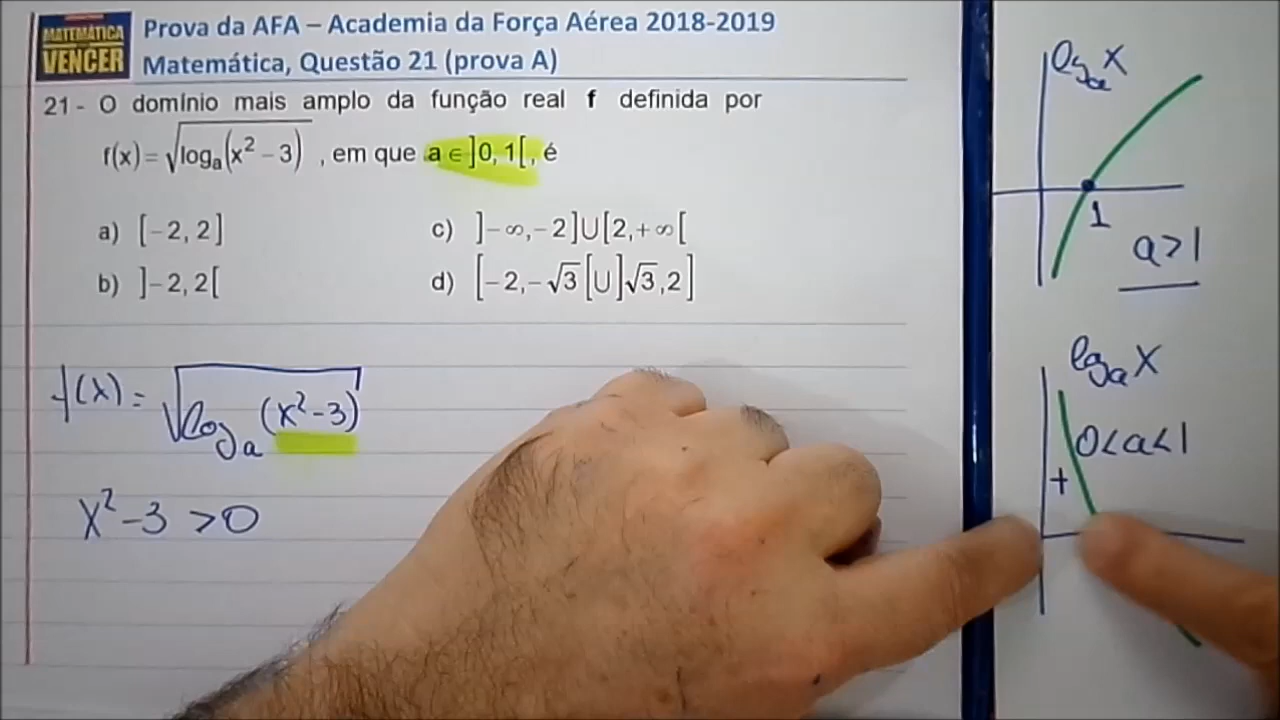 MATEMÁTICA
VENCER
Prova da AFA – Academia da Força Aérea 2018-2019
Matemática, Questão 21 (prova A)
21 - O domínio mais amplo da função real f definida por
f(x) = √(logₐ(x² – 3)) , em que a ∈ ]0, 1[, é
a) [– 2, 2]
b) ]– 2, 2[
c) ]– ∞, – 2]∪[2, + ∞[
d) [– 2, – √3[∪]√3, 2]
f(x) = √(logₐ(x² – 3))
x² – 3 > 0
logₐ x
1
a > 1
logₐ x
0 < a < 1
+